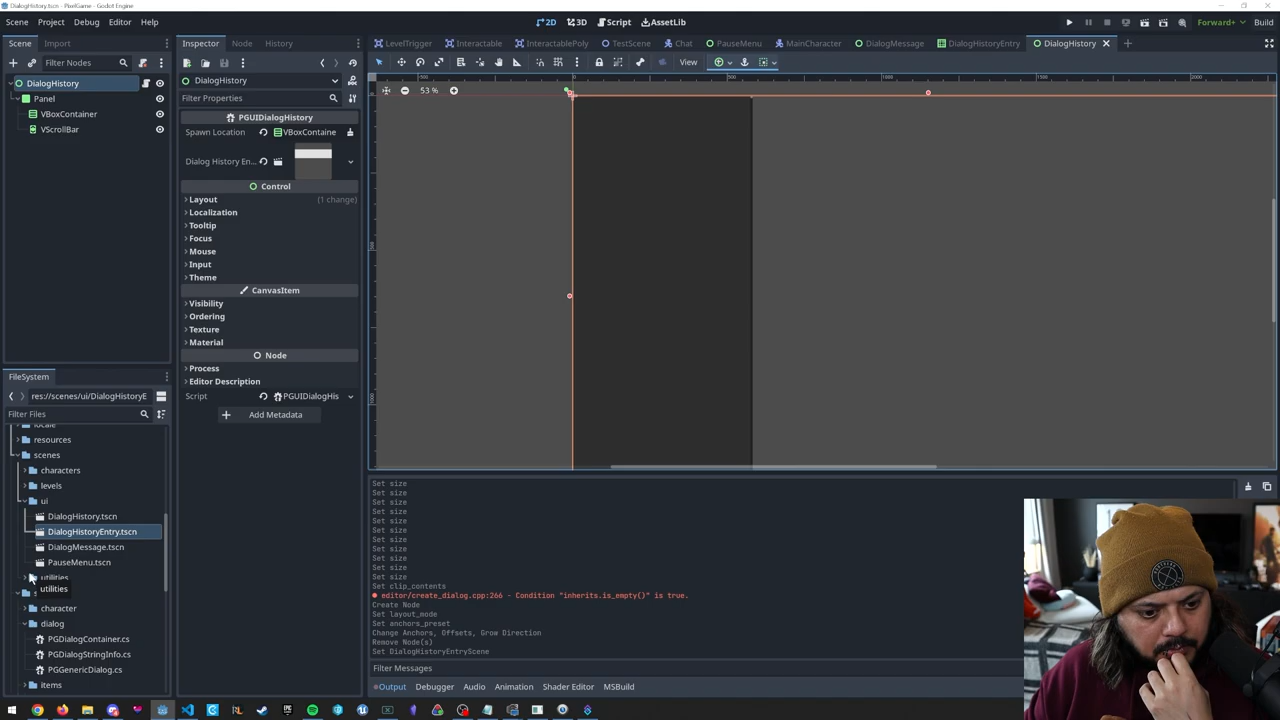 DialogHistory.tscn - PixelGame - Godot Engine
Scene Project Debug Editor Help
2D 3D Script AssetLib
Forward+ Build
Scene Import
Inspector Node History
LevelTrigger Interactable InteractablePoly TestScene Chat PauseMenu MainCharacter DialogMessage DialogHistoryEntry DialogHistory
Filter Nodes
DialogHistory
Panel
VBoxContainer
VScrollBar
DialogHistory
Filter Properties
PGUIDialogHistory
Spawn Location VBoxContaine
Dialog History En...
Control
Layout (1 change)
Localization
Tooltip
Focus
Mouse
Input
Theme
CanvasItem
Visibility
Ordering
Texture
Material
Node
Process
Editor Description
Script PGUIDialogHis
Add Metadata
View
-500 0 500 1000 1500 2000
53 %
FileSystem
res://scenes/ui/DialogHistoryE
Filter Files
locale
resources
scenes
characters
levels
ui
DialogHistory.tscn
DialogHistoryEntry.tscn
DialogMessage.tscn
PauseMenu.tscn
utilities
utilities
character
dialog
PGDialogContainer.cs
PGDialogStringInfo.cs
PGGenericDialog.cs
items
Set size
Set size
Set size
Set size
Set size
Set size
Set size
Set size
Set size
Set size
Set size
Set clip_contents
editor/create_dialog.cpp:266 - Condition "inherits.is_empty()" is true.
Create Node
Set layout_mode
Set anchors_preset
Change Anchors, Offsets, Grow Direction
Remove Node(s)
Set DialogHistoryEntryScene
Filter Messages
Output Debugger Audio Animation Shader Editor MSBuild